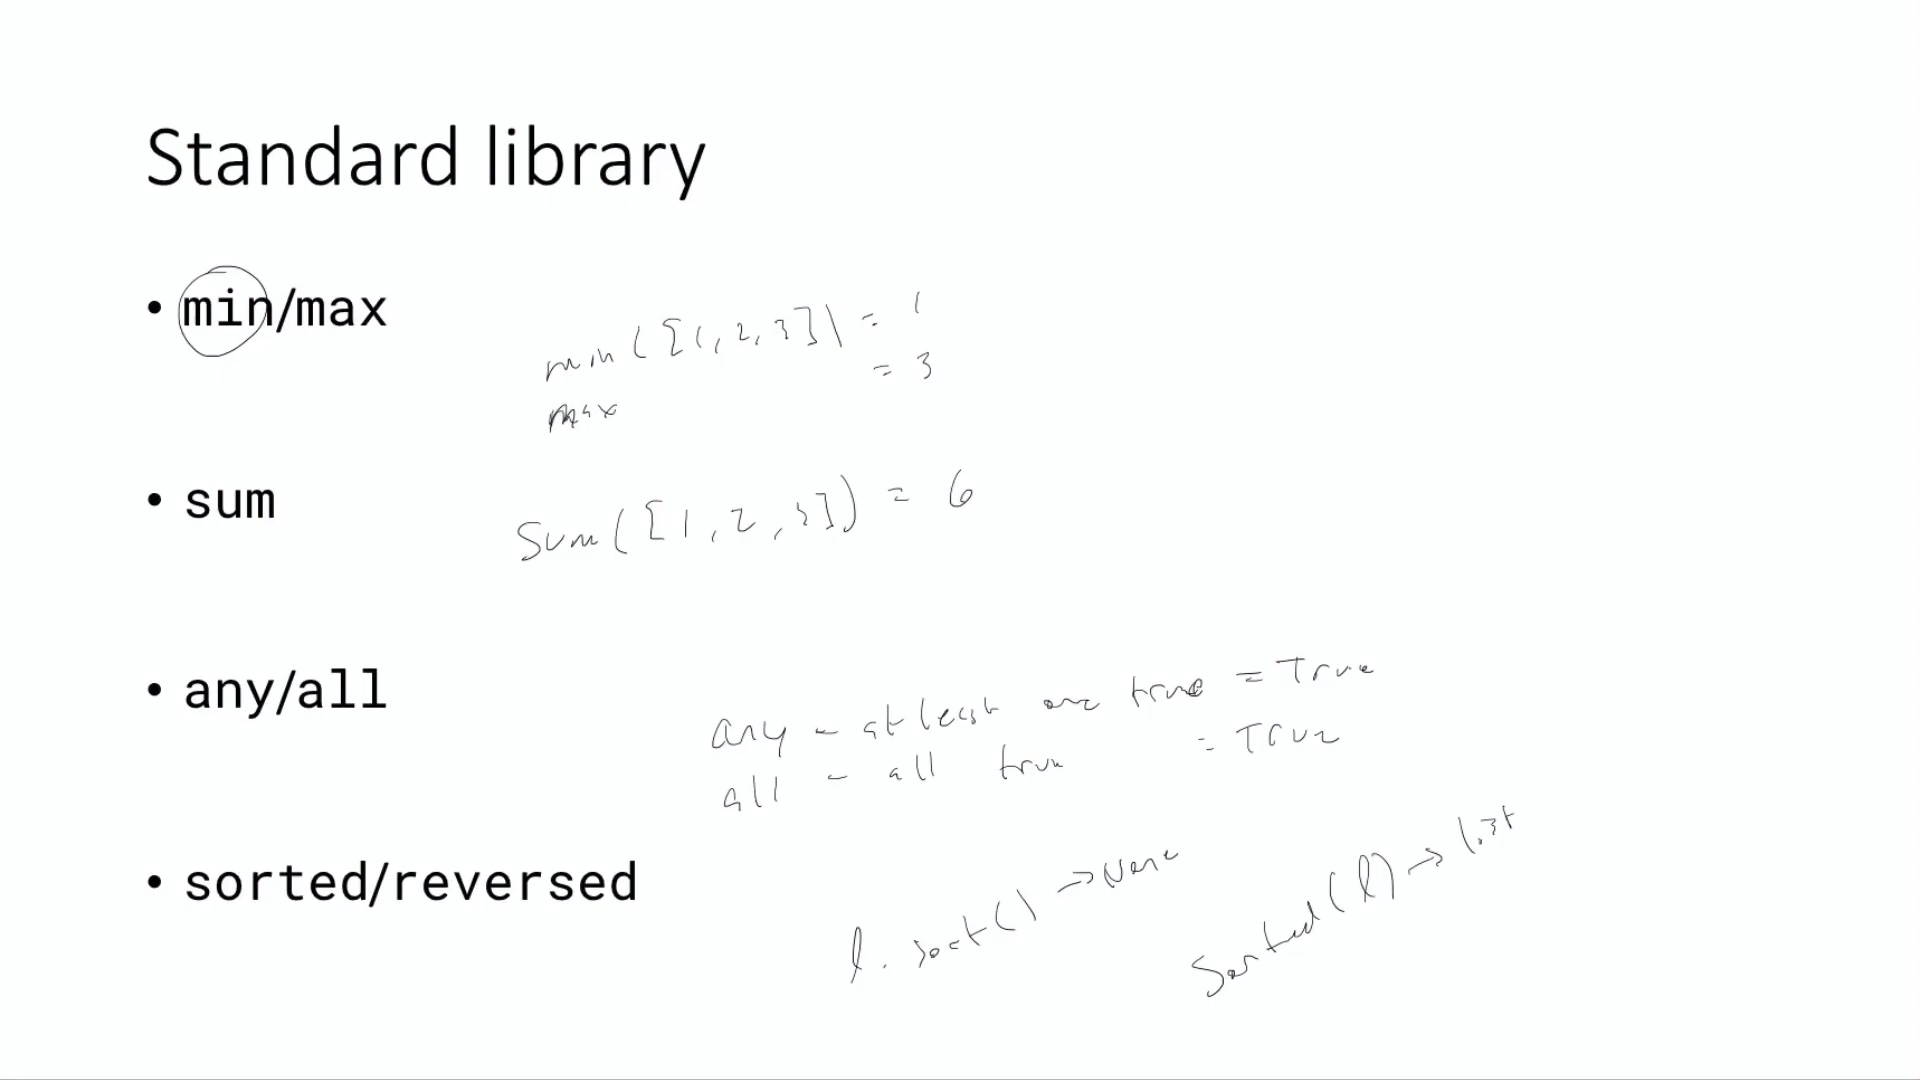 Standard library
• min/max
min([1,2,3]) = 1
= 3
max
• sum
sum([1,2,3]) = 6
• any/all
any - at least one true = True
all - all true = True
• sorted/reversed
l.sort() → None
sorted(l) → list